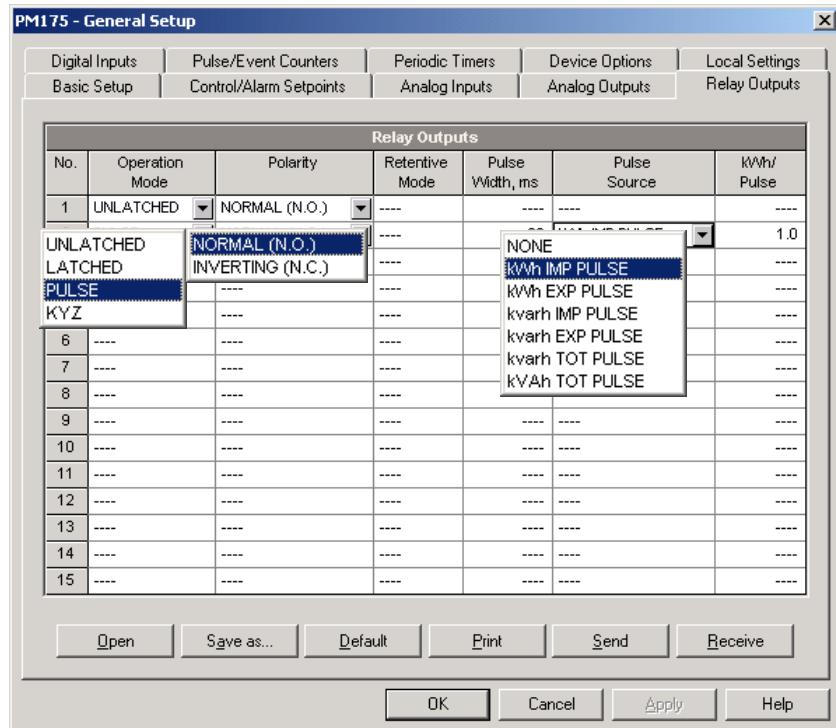 PM175 - General Setup
Digital Inputs Pulse/Event Counters Periodic Timers Device Options Local Settings
Basic Setup Control/Alarm Setpoints Analog Inputs Analog Outputs Relay Outputs
Relay Outputs
No. Operation Mode Polarity Retentive Mode Pulse Width, ms Pulse Source kWh/ Pulse
1 UNLATCHED NORMAL (N.O.) ---- ---- ---- ----
---- 1.0
UNLATCHED NORMAL (N.O.) NONE
LATCHED INVERTING (N.C.) ---- kWh IMP PULSE ----
PULSE ---- ---- kWh EXP PULSE ----
KYZ ---- ---- kvarh IMP PULSE ----
6 ---- ---- ---- kvarh EXP PULSE ----
7 ---- ---- ---- kvarh TOT PULSE ----
kVAh TOT PULSE
8 ---- ---- ---- ---- ---- ----
9 ---- ---- ---- ---- ---- ----
10 ---- ---- ---- ---- ---- ----
11 ---- ---- ---- ---- ---- ----
12 ---- ---- ---- ---- ---- ----
13 ---- ---- ---- ---- ---- ----
14 ---- ---- ---- ---- ---- ----
15 ---- ---- ---- ---- ---- ----
Open Save as... Default Print Send Receive
OK Cancel Apply Help